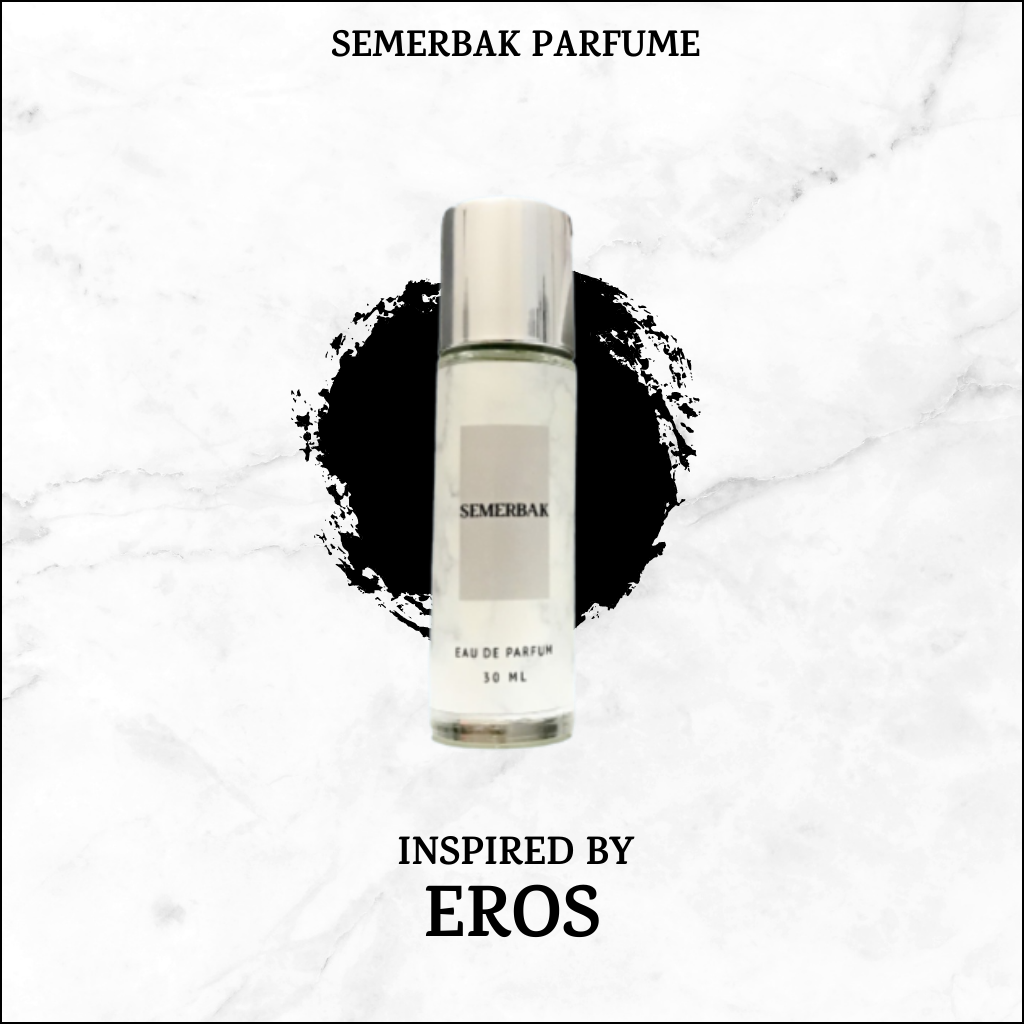 SEMERBAK PARFUME
SEMERBAK
EAU DE PARFUM
30 ML
INSPIRED BY
EROS